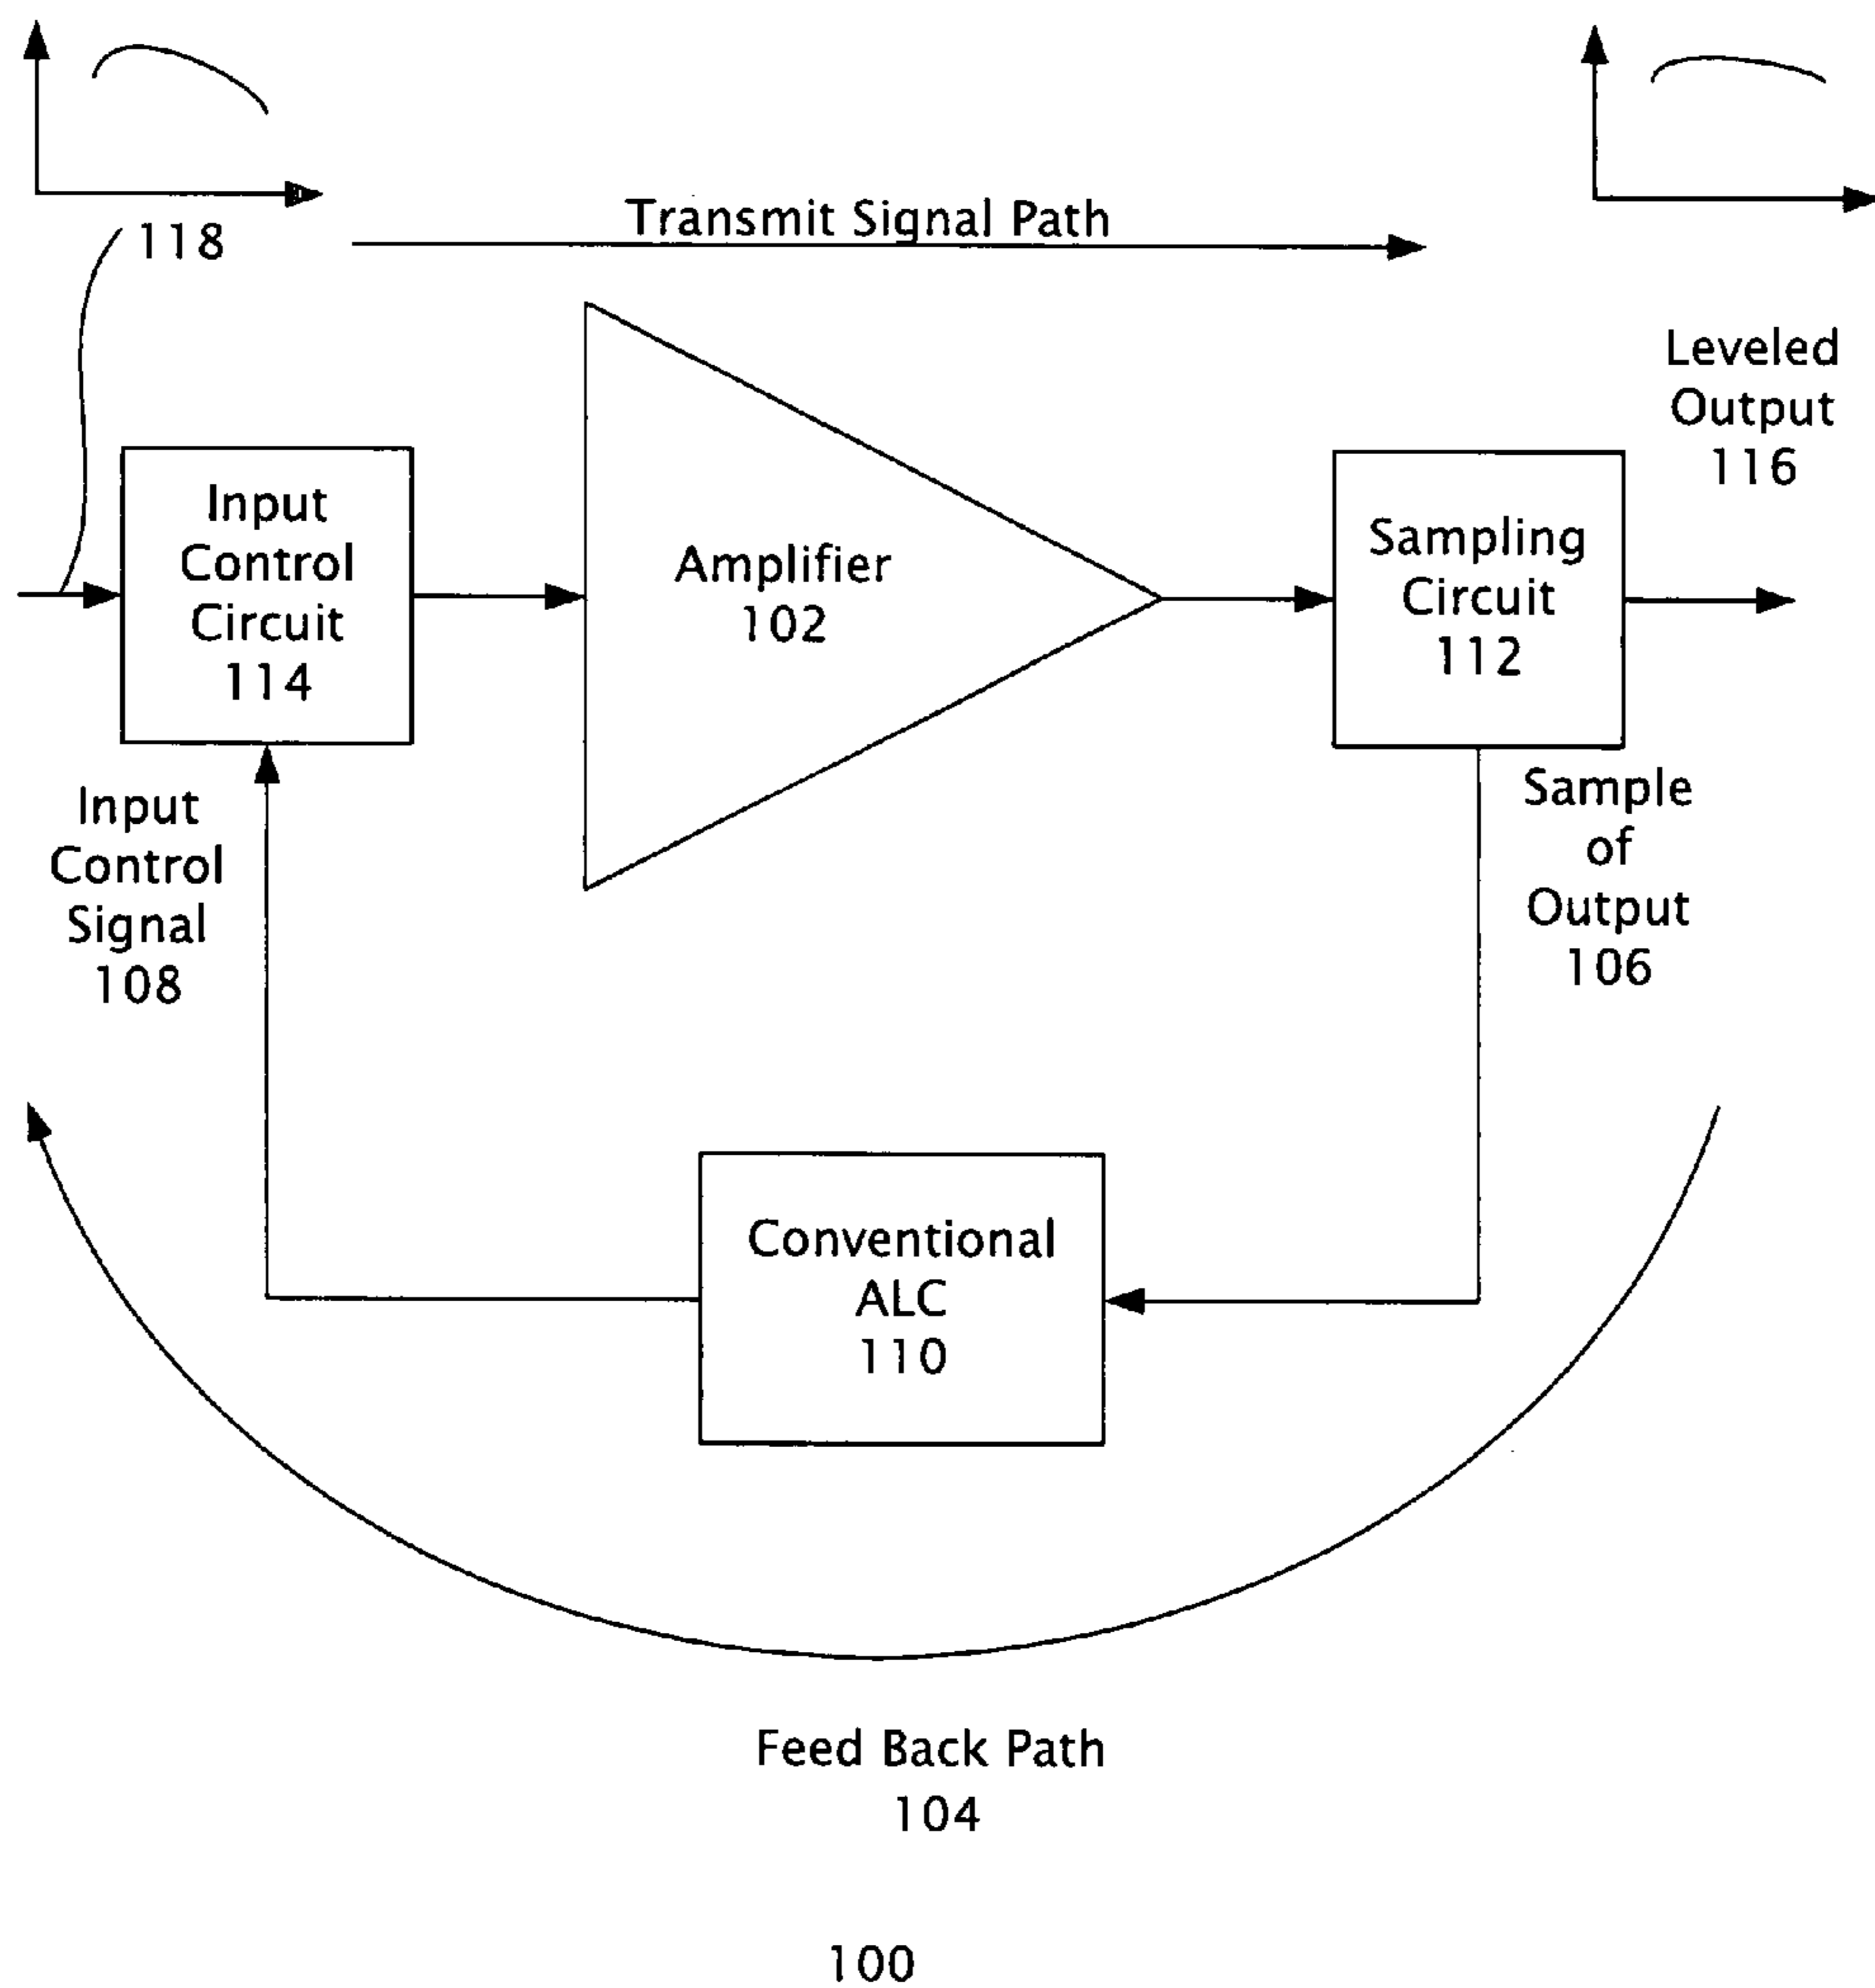 118
Transmit Signal Path
Leveled
Output
116
Input
Control
Circuit
114
Amplifier
102
Sampling
Circuit
112
Input
Control
Signal
108
Sample
of
Output
106
Conventional
ALC
110
Feed Back Path
104
100